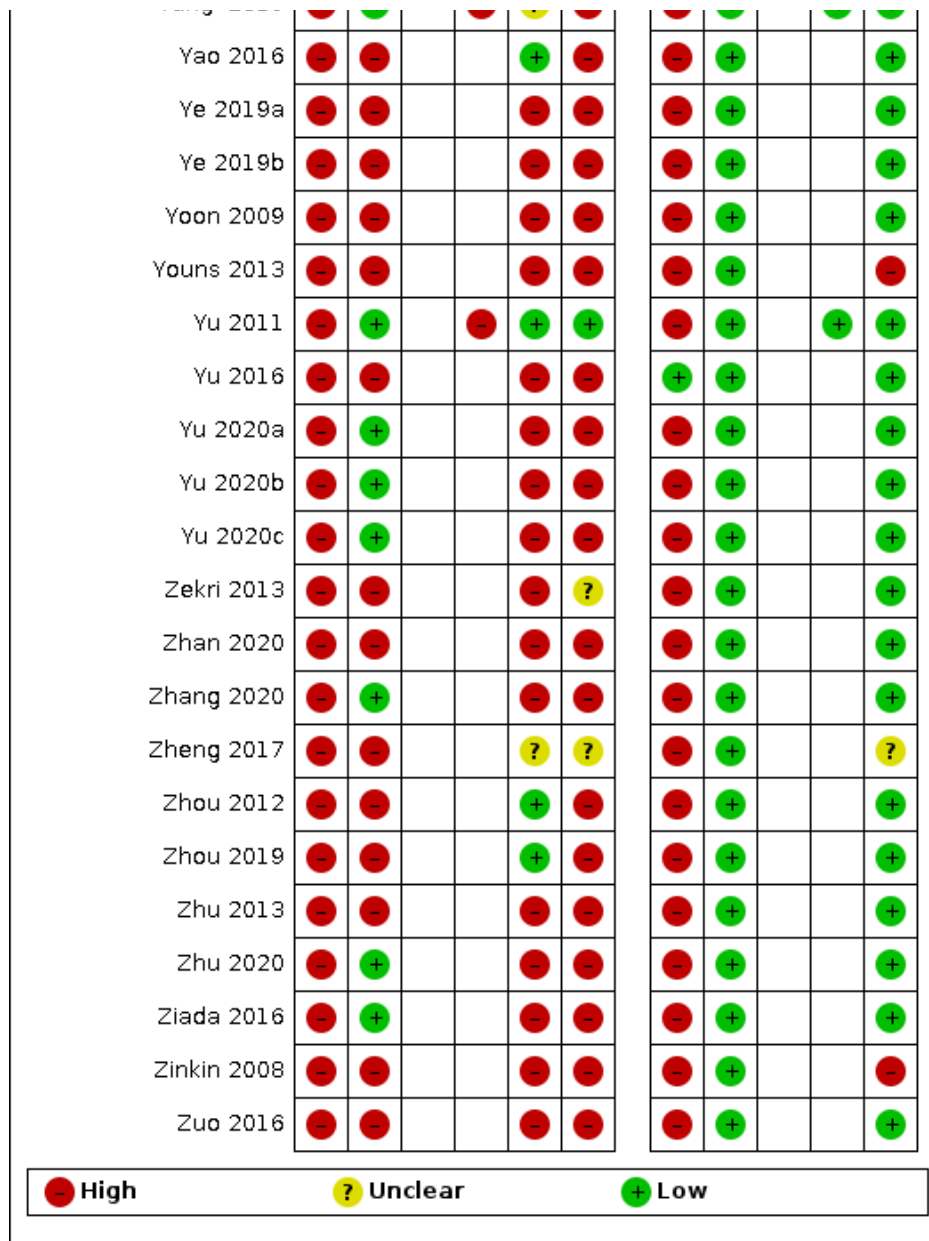 Yao 2016 - - + - - + +
Ye 2019a - - - - - + +
Ye 2019b - - - - - + +
Yoon 2009 - - - - - + +
Youns 2013 - - - - - + -
Yu 2011 - + - + + - + + +
Yu 2016 - - - - + + +
Yu 2020a - + - - - + +
Yu 2020b - + - - - + +
Yu 2020c - + - - - + +
Zekri 2013 - - - ? - + +
Zhan 2020 - - - - - + +
Zhang 2020 - + - - - + +
Zheng 2017 - - ? ? - + ?
Zhou 2012 - - + - - + +
Zhou 2019 - - + - - + +
Zhu 2013 - - - - - + +
Zhu 2020 - + - - - + +
Ziada 2016 - + - - - + +
Zinkin 2008 - - - - - + -
Zuo 2016 - - - - - + +
- High ? Unclear + Low